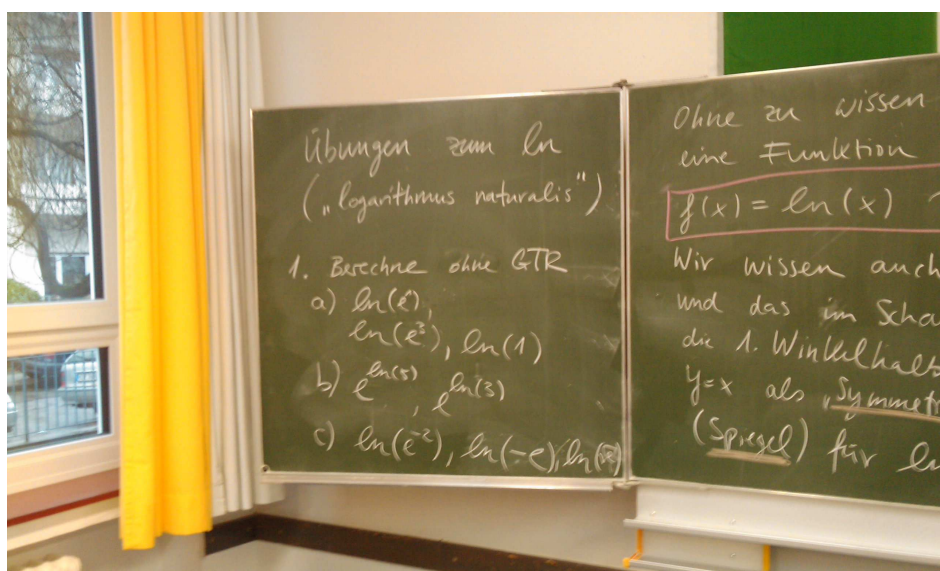 Übungen zum ln
(„logarithmus naturalis")
1. Berechne ohne GTR
a) ln(e),
ln(e³), ln(1)
b) e^ln(5), e^ln(3)
c) ln(e⁻²), ln(-e), ln(√e)
Ohne zu wissen
eine Funktion
f(x) = ln(x)
Wir wissen auch
und das im Scha
die 1. Winkelhalb
y=x als „Symmetr
(Spiegel) für ln